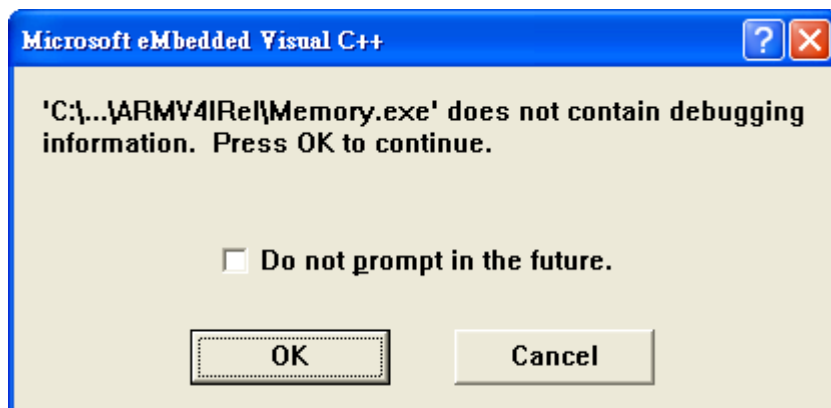 Microsoft eMbedded Visual C++
?
'C:\...\ARMV4IRel\Memory.exe' does not contain debugging
information.  Press OK to continue.
Do not prompt in the future.
OK Cancel